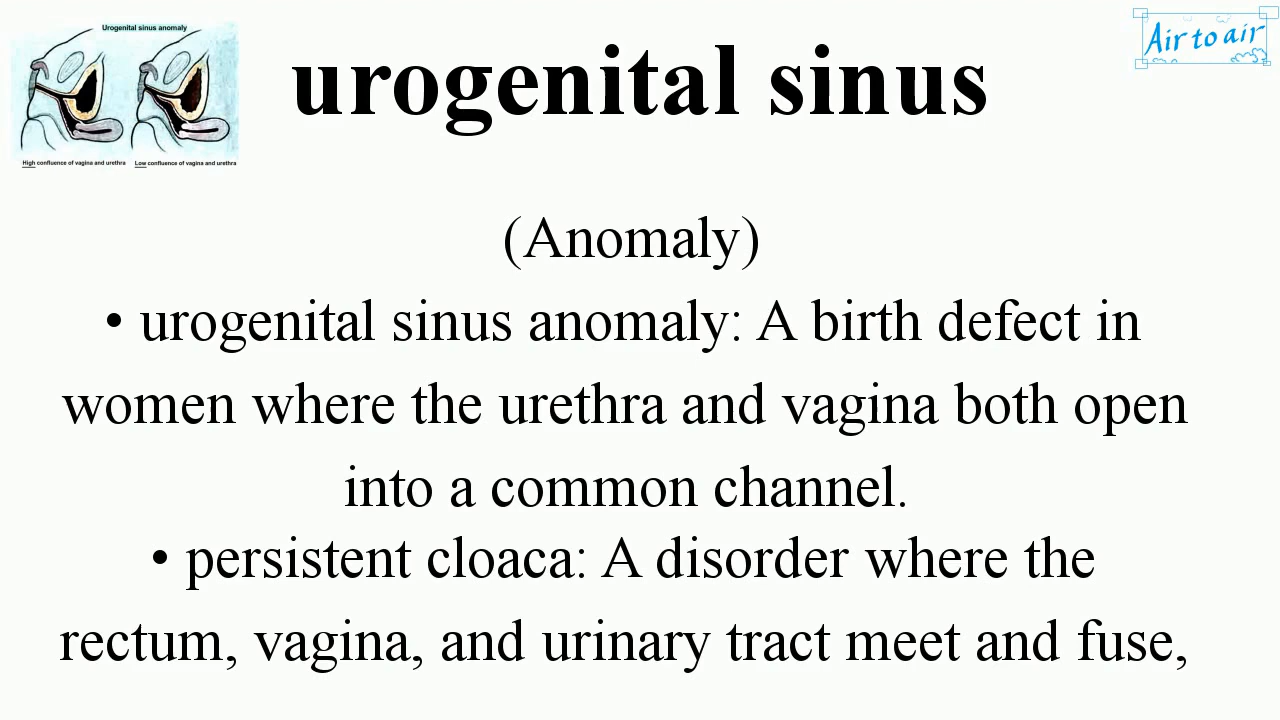 Urogenital sinus anomaly
High confluence of vagina and urethra
Low confluence of vagina and urethra
urogenital sinus
Air to air
(Anomaly)
• urogenital sinus anomaly: A birth defect in
women where the urethra and vagina both open
into a common channel.
• persistent cloaca: A disorder where the
rectum, vagina, and urinary tract meet and fuse,